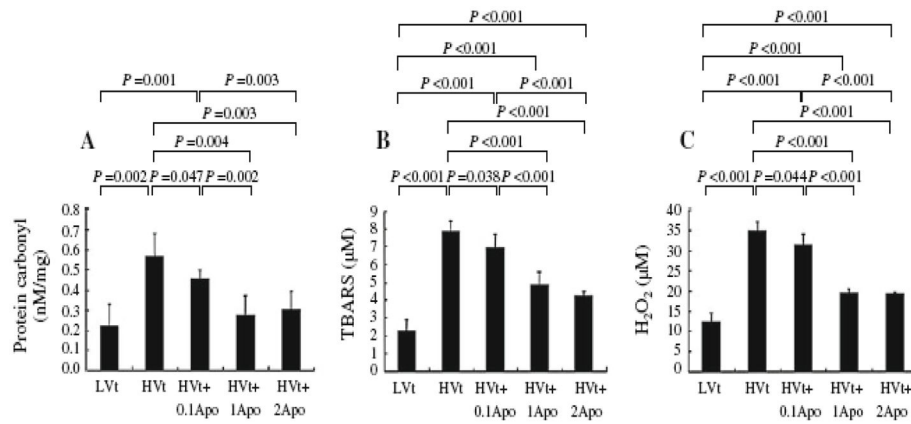 P <0.001
P <0.001
P <0.001
P <0.001
P =0.001
P =0.003
P <0.001
P <0.001
P <0.001
P <0.001
P =0.003
P <0.001
P <0.001
A
P =0.004
B
P <0.001
C
P <0.001
P =0.002
P =0.047
P =0.002
P <0.001
P =0.038
P <0.001
P <0.001
P =0.044
P <0.001
Protein carbonyl
(nM/mg)
0.8
0.7
0.6
0.5
0.4
0.3
0.2
0.1
0.0
LVt
HVt
HVt+
0.1Apo
HVt+
1Apo
HVt+
2Apo
TBARS (μM)
9
8
7
6
5
4
3
2
1
0
LVt
HVt
HVt+
0.1Apo
HVt+
1Apo
HVt+
2Apo
H₂O₂
(μM)
40
35
30
25
20
15
10
5
0
LVt
HVt
HVt+
0.1Apo
HVt+
1Apo
HVt+
2Apo